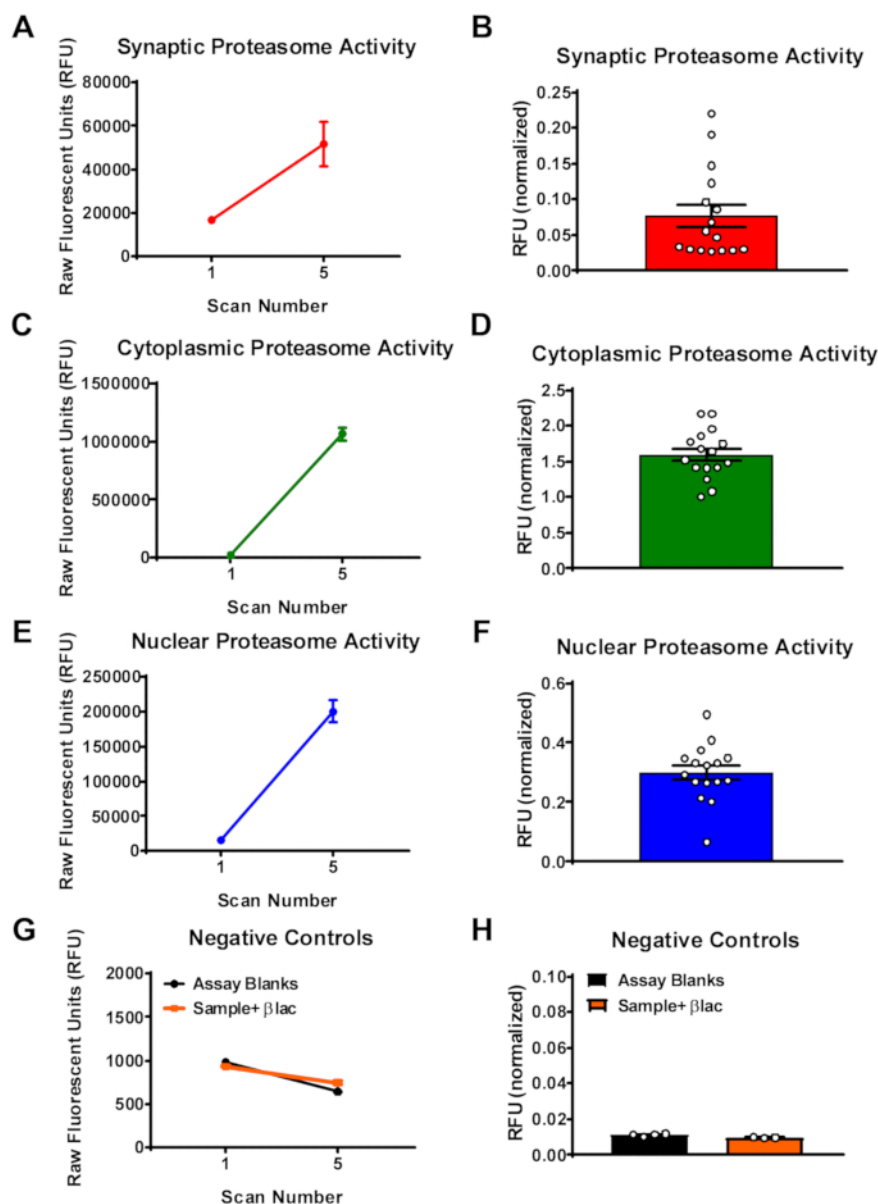 A
Synaptic Proteasome Activity
Raw Fluorescent Units (RFU)
80000
60000
40000
20000
0
1 5
Scan Number
B
Synaptic Proteasome Activity
RFU (normalized)
0.25
0.20
0.15
0.10
0.05
0.00
C
Cytoplasmic Proteasome Activity
Raw Fluorescent Units (RFU)
1500000
1000000
500000
0
1 5
Scan Number
D
Cytoplasmic Proteasome Activity
RFU (normalized)
2.5
2.0
1.5
1.0
0.5
0.0
E
Nuclear Proteasome Activity
Raw Fluorescent Units (RFU)
250000
200000
150000
100000
50000
0
1 5
Scan Number
F
Nuclear Proteasome Activity
RFU (normalized)
0.6
0.4
0.2
0.0
G
Negative Controls
Raw Fluorescent Units (RFU)
2000
1500
1000
500
0
Assay Blanks
Sample+ βlac
1 5
Scan Number
H
Negative Controls
RFU (normalized)
0.10
0.08
0.06
0.04
0.02
0.00
Assay Blanks
Sample+ βlac